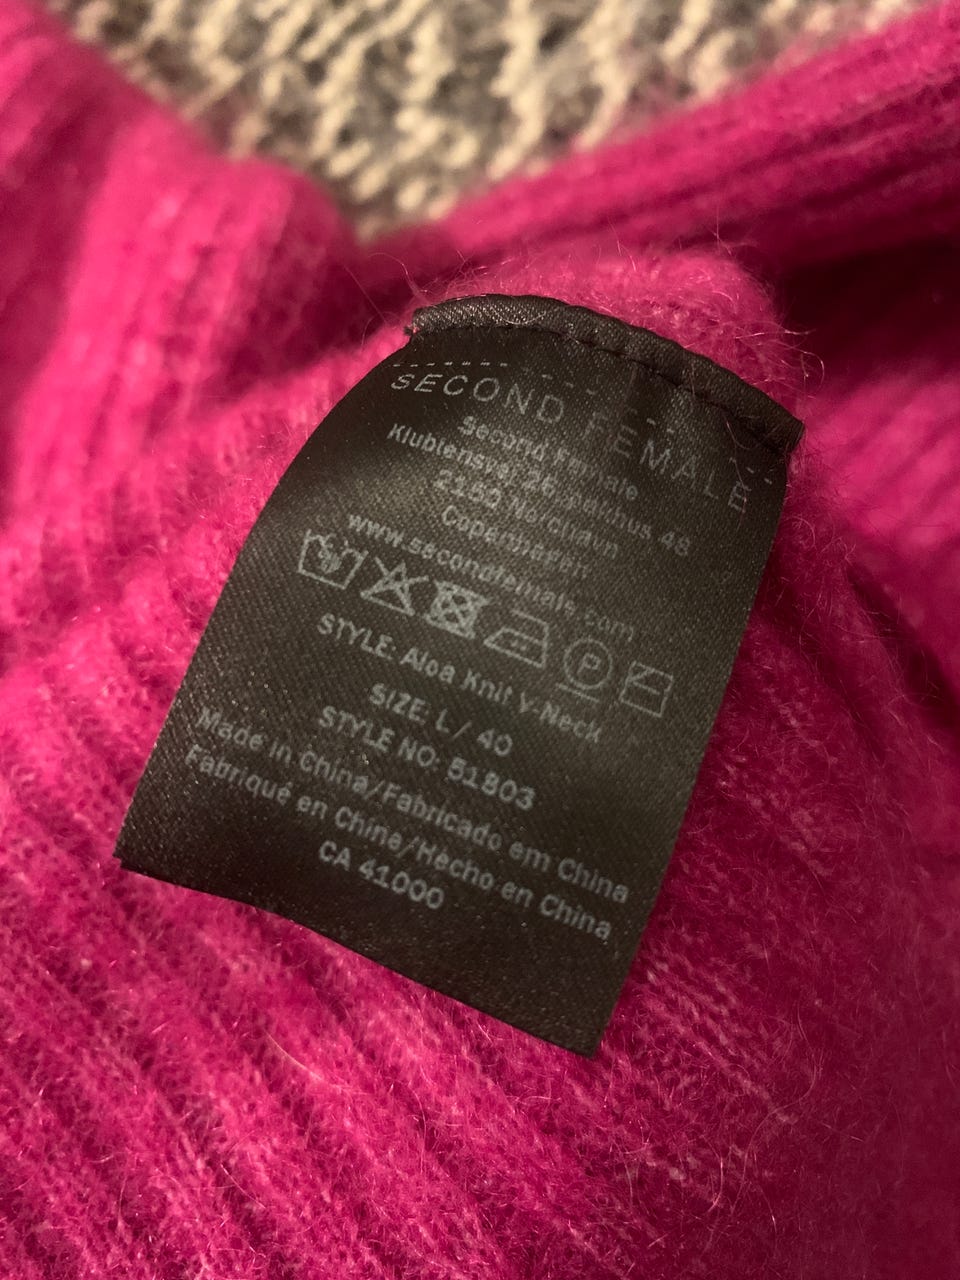 SECOND FEMALE
Second Female
Klubiensvej 26, pakhus 48
2150 Nordhavn
Copenhagen
www.secondfemale.com
P
STYLE: Aloa Knit V-Neck
SIZE: L / 40
STYLE NO: 51803
Made in China/Fabricado em China
Fabriqué en Chine/Hecho en China
CA 41000